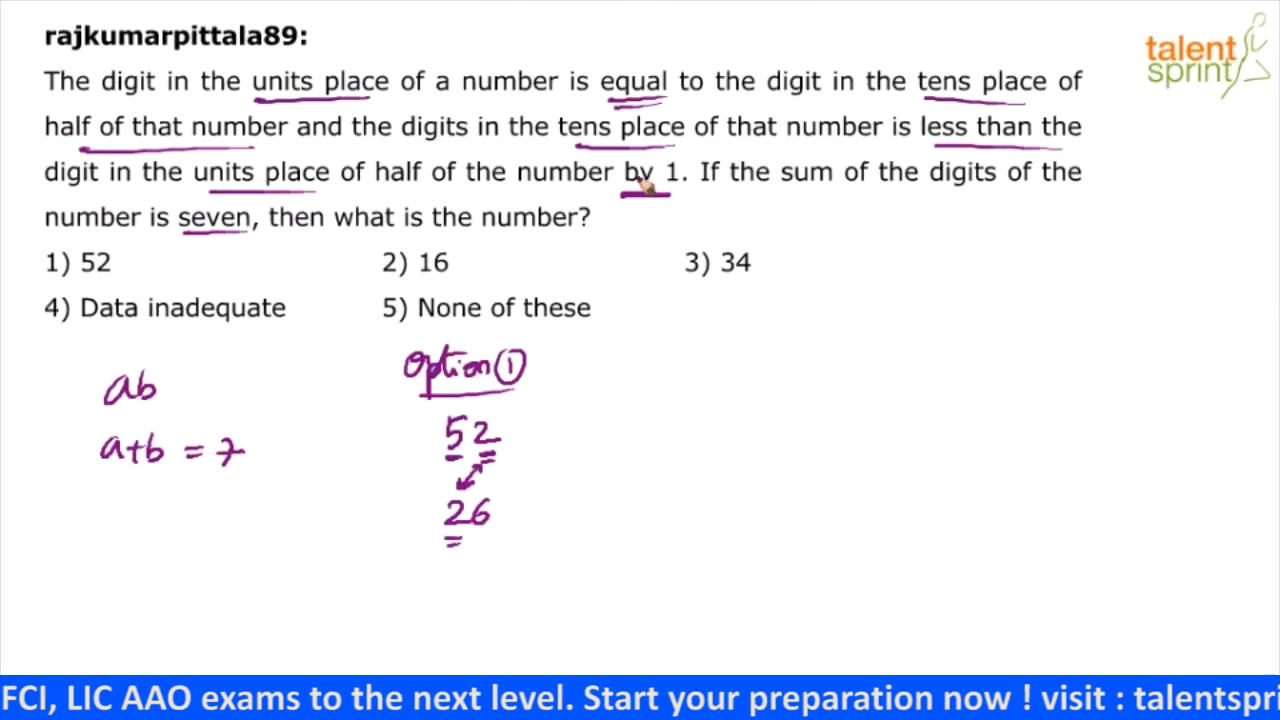 rajkumarpittala89:
talent
sprint
The digit in the units place of a number is equal to the digit in the tens place of
half of that number and the digits in the tens place of that number is less than the
digit in the units place of half of the number by 1. If the sum of the digits of the
number is seven, then what is the number?
1) 52 2) 16 3) 34
4) Data inadequate 5) None of these
ab
a+b = 7
Option ①
52
26
FCI, LIC AAO exams to the next level. Start your preparation now ! visit : talentspri